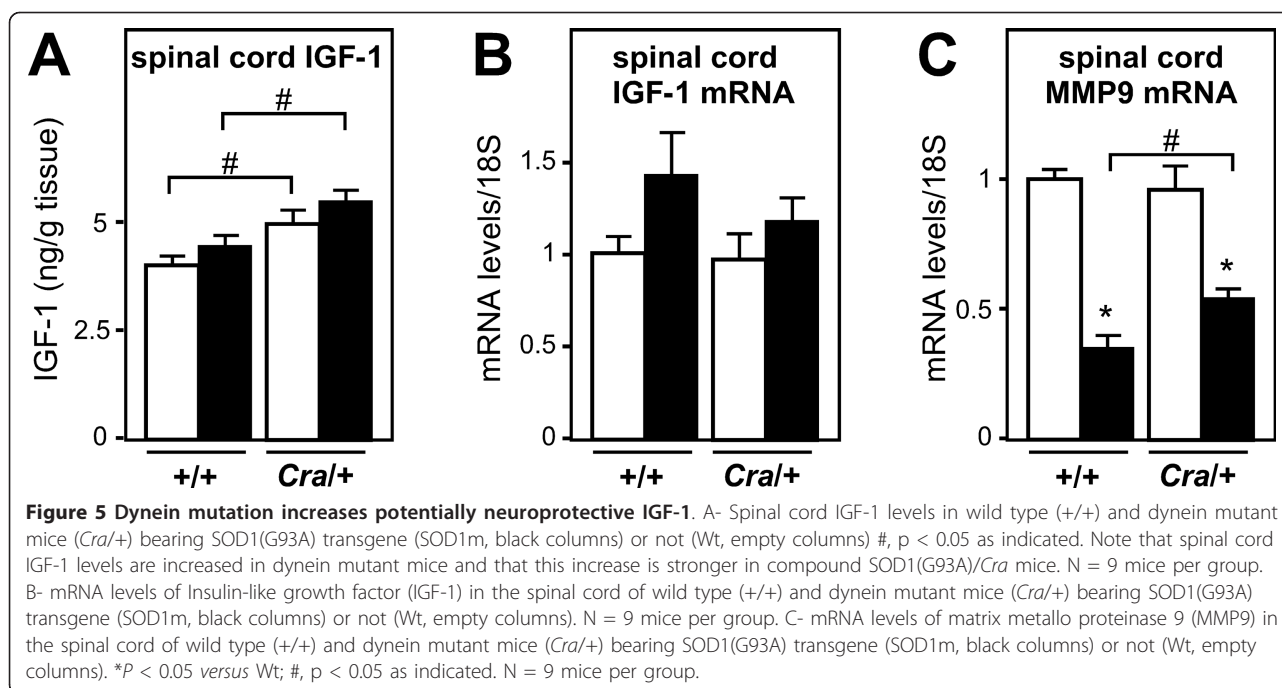 A
spinal cord IGF-1
#
#
IGF-1 (ng/g tissue)
5
2.5
0
+/+
Cra/+
B
spinal cord
IGF-1 mRNA
mRNA levels/18S
1.5
1
0.5
0
+/+
Cra/+
C
spinal cord
MMP9 mRNA
#
mRNA levels/18S
1
0.5
0
*
*
+/+
Cra/+
Figure 5 Dynein mutation increases potentially neuroprotective IGF-1. A- Spinal cord IGF-1 levels in wild type (+/+) and dynein mutant
mice (Cra/+) bearing SOD1(G93A) transgene (SOD1m, black columns) or not (Wt, empty columns) #, p < 0.05 as indicated. Note that spinal cord
IGF-1 levels are increased in dynein mutant mice and that this increase is stronger in compound SOD1(G93A)/Cra mice. N = 9 mice per group.
B- mRNA levels of Insulin-like growth factor (IGF-1) in the spinal cord of wild type (+/+) and dynein mutant mice (Cra/+) bearing SOD1(G93A)
transgene (SOD1m, black columns) or not (Wt, empty columns). N = 9 mice per group. C- mRNA levels of matrix metallo proteinase 9 (MMP9) in
the spinal cord of wild type (+/+) and dynein mutant mice (Cra/+) bearing SOD1(G93A) transgene (SOD1m, black columns) or not (Wt, empty
columns). *P < 0.05 versus Wt; #, p < 0.05 as indicated. N = 9 mice per group.